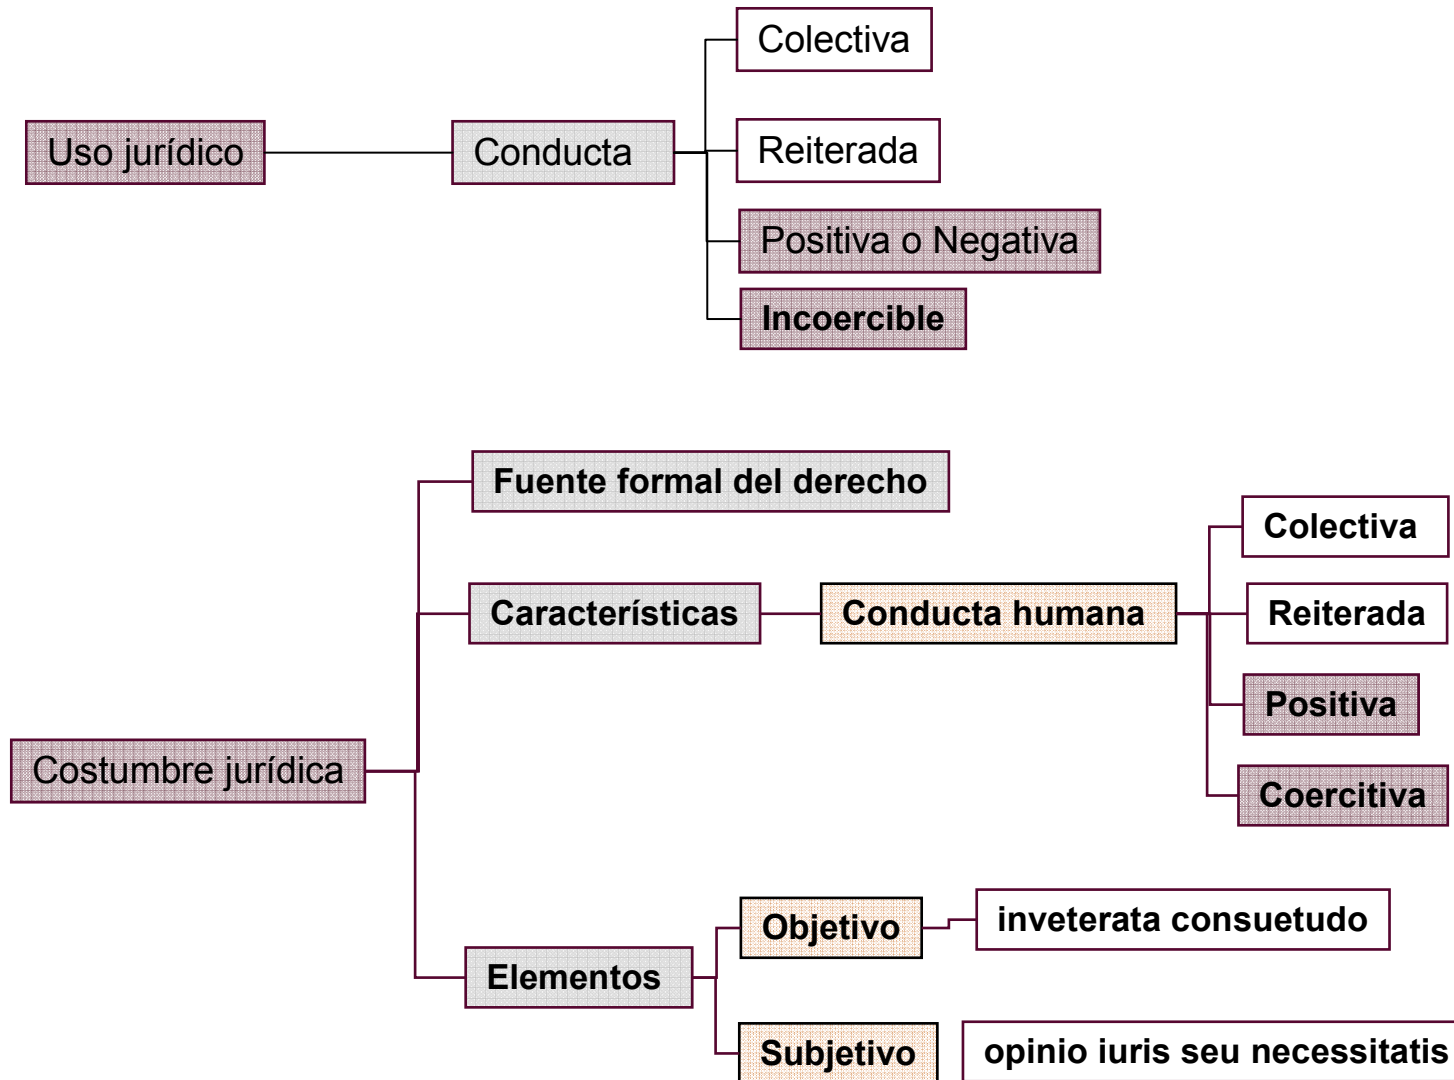 Uso jurídico
Conducta
Colectiva
Reiterada
Positiva o Negativa
Incoercible
Costumbre jurídica
Fuente formal del derecho
Características
Conducta humana
Colectiva
Reiterada
Positiva
Coercitiva
Elementos
Objetivo
inveterata consuetudo
Subjetivo
opinio iuris seu necessitatis